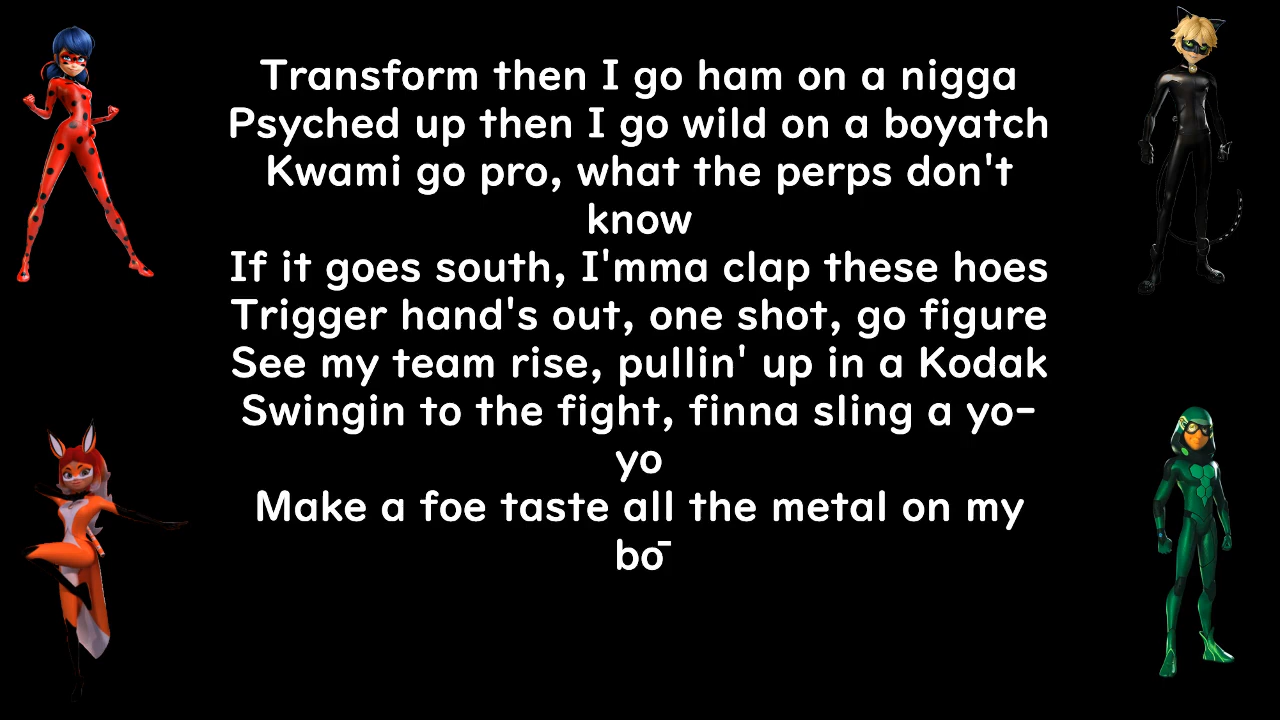 Transform then I go ham on a nigga
Psyched up then I go wild on a boyatch
Kwami go pro, what the perps don't
know
If it goes south, I'mma clap these hoes
Trigger hand's out, one shot, go figure
See my team rise, pullin' up in a Kodak
Swingin to the fight, finna sling a yo-
yo
Make a foe taste all the metal on my
bō